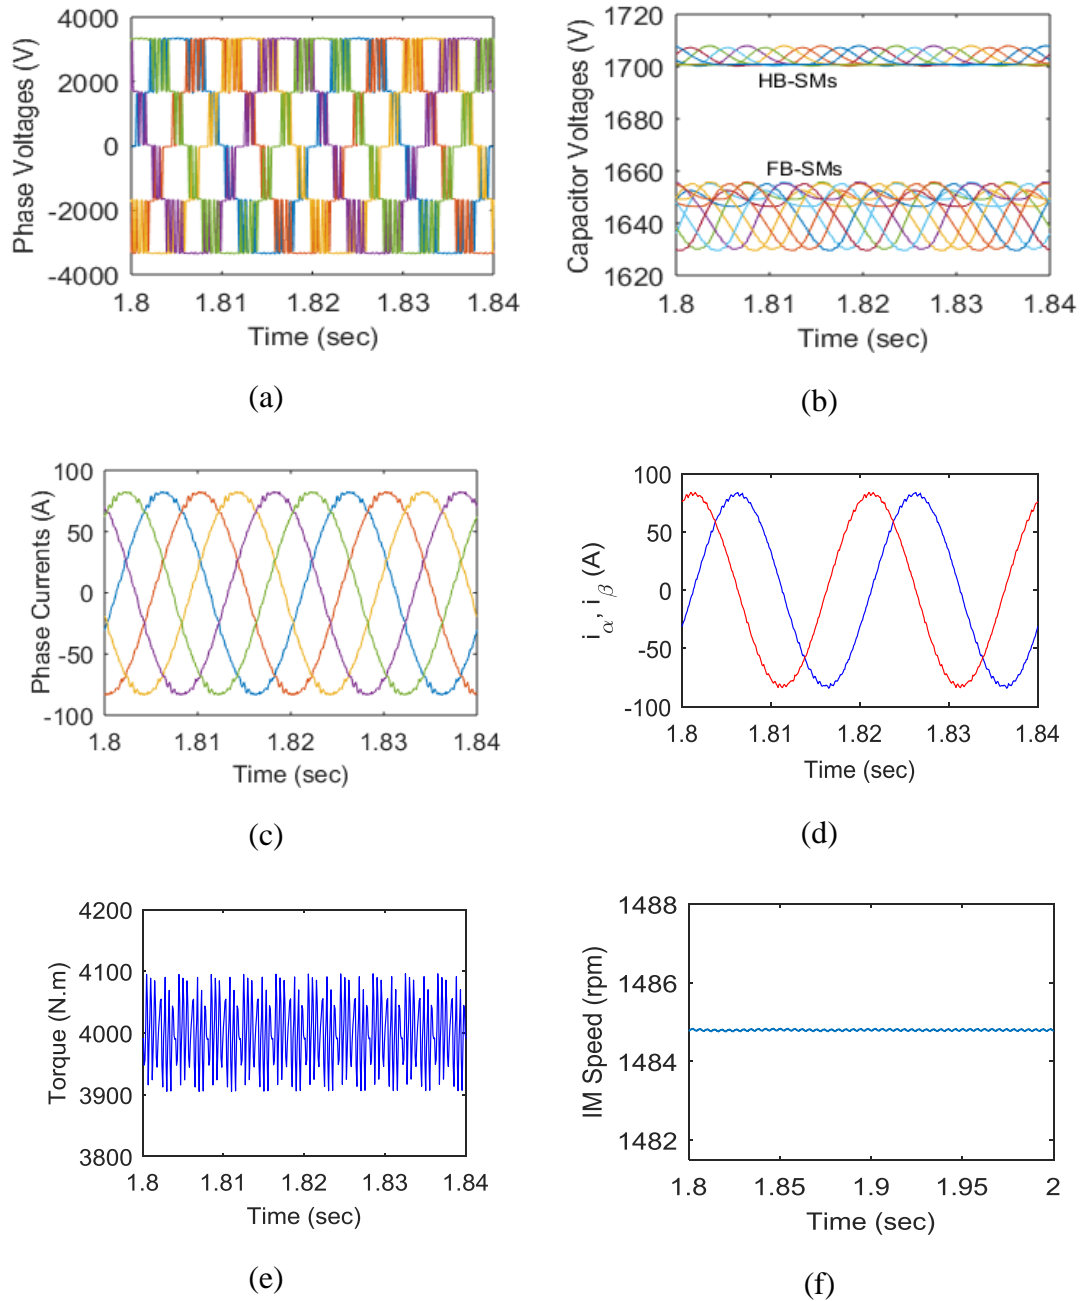 Phase Voltages (V)
4000
2000
0
-2000
-4000
1.8 1.81 1.82 1.83 1.84
Time (sec)
(a)
Capacitor Voltages (V)
1720
1700
1680
1660
1640
1620
HB-SMs
FB-SMs
1.8 1.81 1.82 1.83 1.84
Time (sec)
(b)
Phase Currents (A)
100
50
0
-50
-100
1.8 1.81 1.82 1.83 1.84
Time (sec)
(c)
i_α, i_β (A)
100
50
0
-50
-100
1.8 1.81 1.82 1.83 1.84
Time (sec)
(d)
Torque (N.m)
4200
4100
4000
3900
3800
1.8 1.81 1.82 1.83 1.84
Time (sec)
(e)
IM Speed (rpm)
1488
1486
1484
1482
1.8 1.85 1.9 1.95 2
Time (sec)
(f)